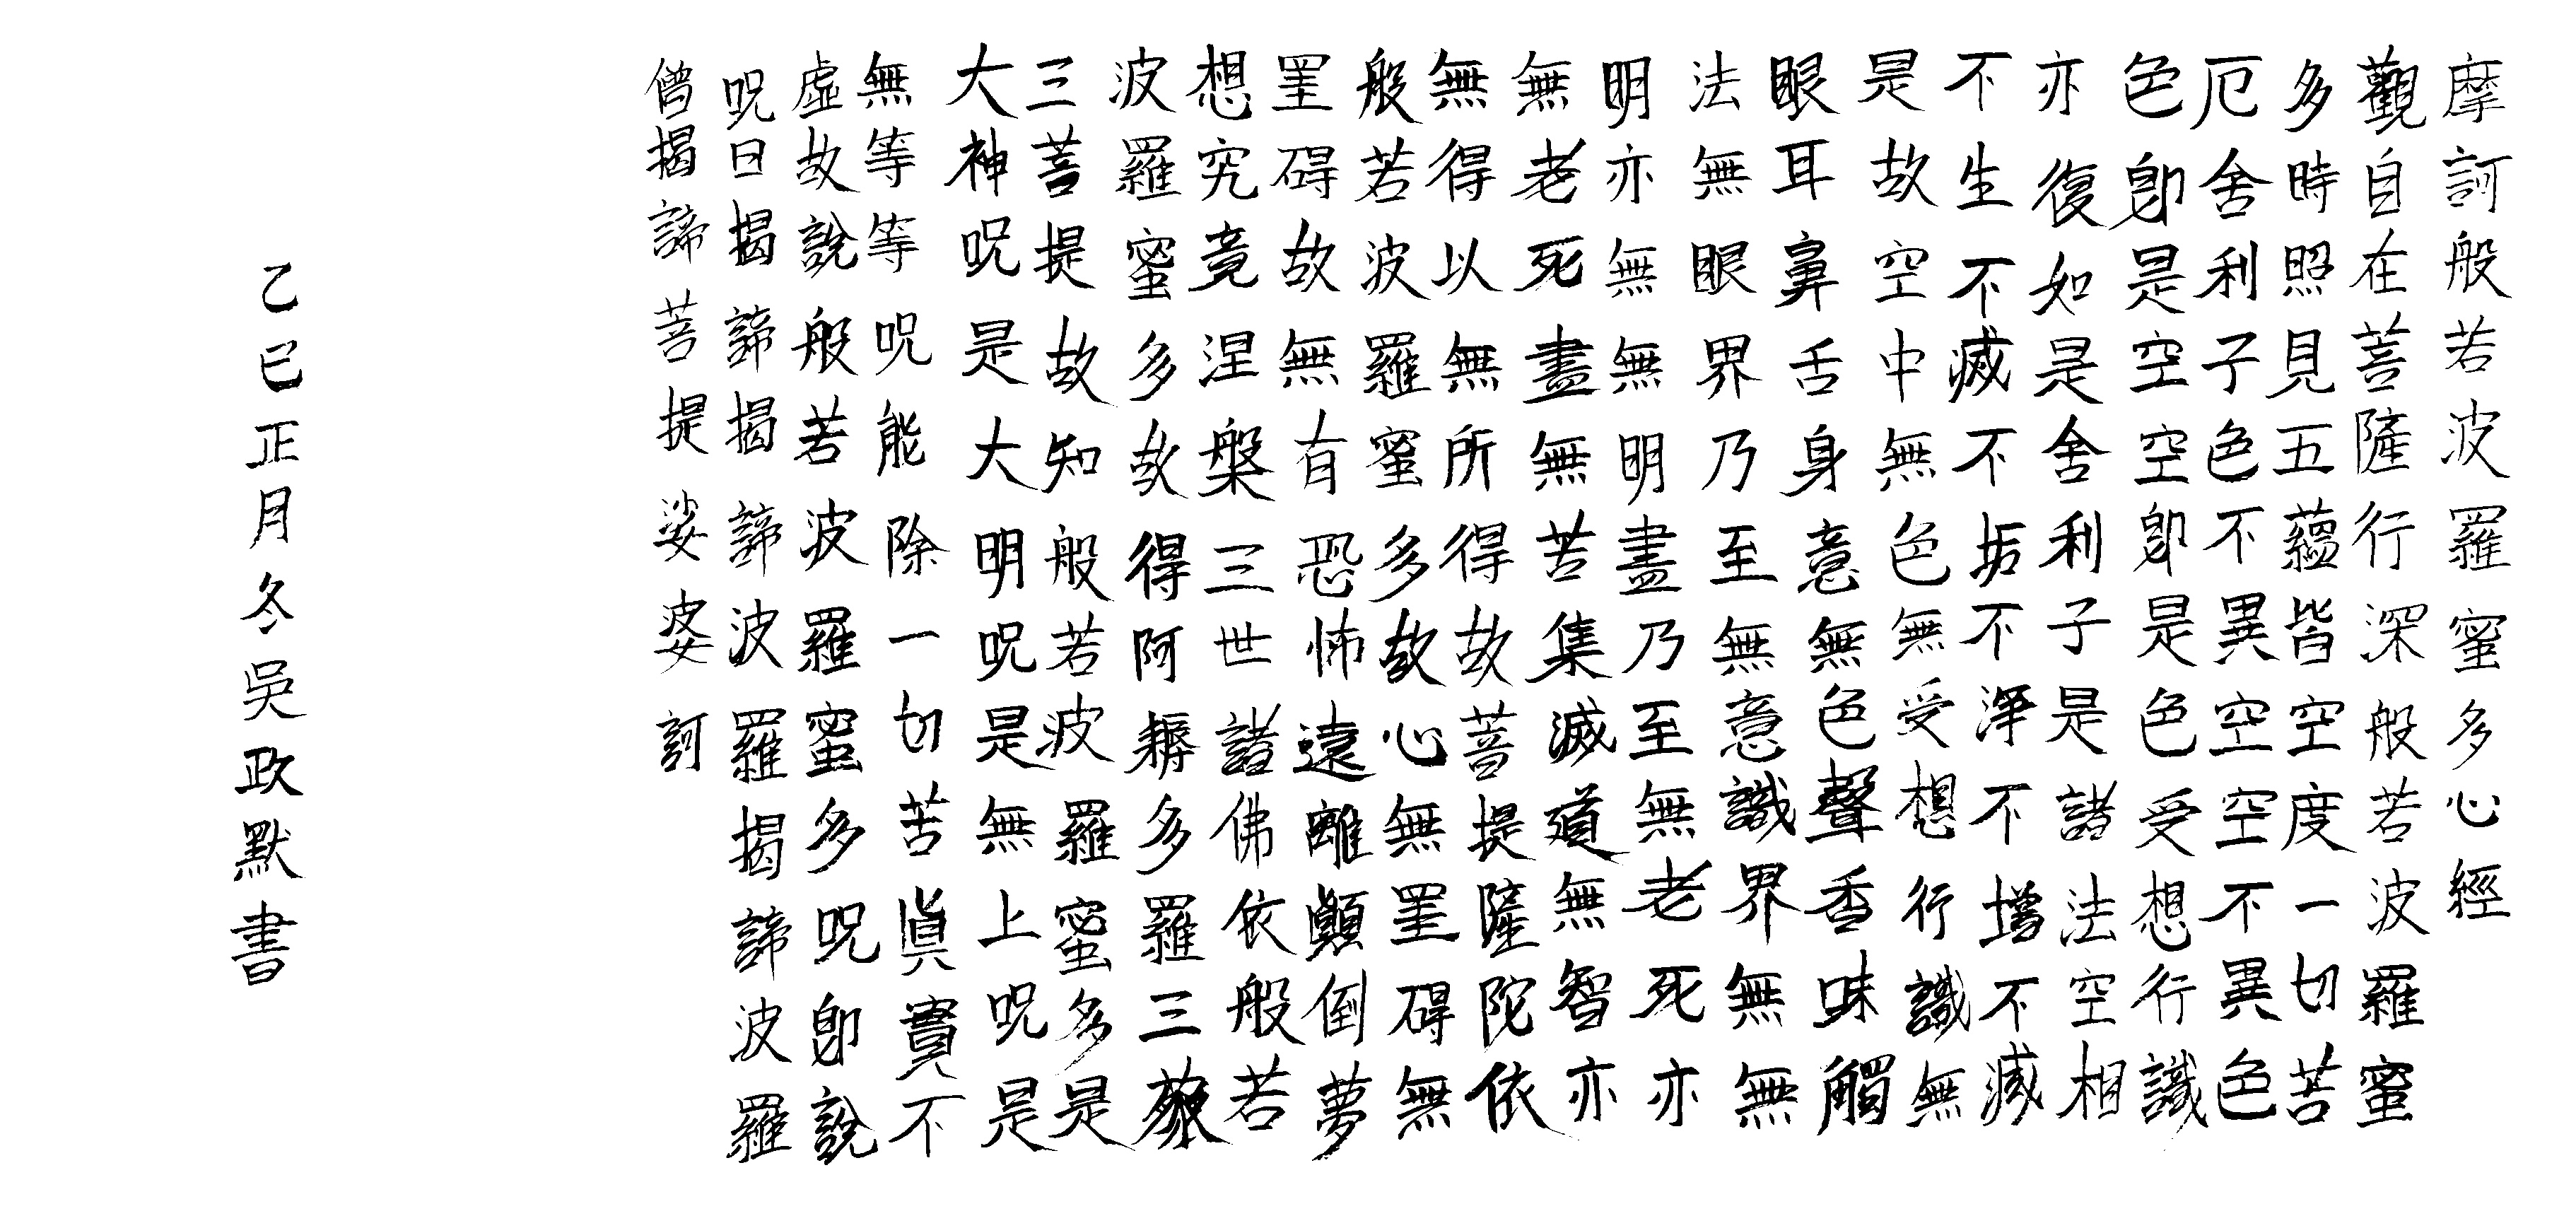 摩訶般若波羅蜜多心經
觀自在菩薩行深般若波羅蜜
多時照見五蘊皆空度一切苦
厄舍利子色不異空空不異色
色卽是空空卽是色受想行識
亦復如是舍利子是諸法空相
不生不滅不垢不淨不增不減
是故空中無色無受想行識無
眼耳鼻舌身意無色聲香味觸
法無眼界乃至無意識界無無
明亦無無明盡乃至無老死亦
無老死盡無苦集滅道無智亦
無得以無所得故菩提薩陀依
般若波羅蜜多故心無罣碍無
罣碍故無有恐怖遠離顚倒夢
想究竟涅槃三世諸佛依般若
波羅蜜多故得阿耨多羅三藐
三菩提故知般若波羅蜜多是
大神呪是大明呪是無上呪是
無等等呪能除一切苦眞實不
虛故說般若波羅蜜多呪卽說
呪曰揭諦揭諦波羅揭諦波羅
僧揭諦菩提娑婆訶
乙巳正月冬吳政默書